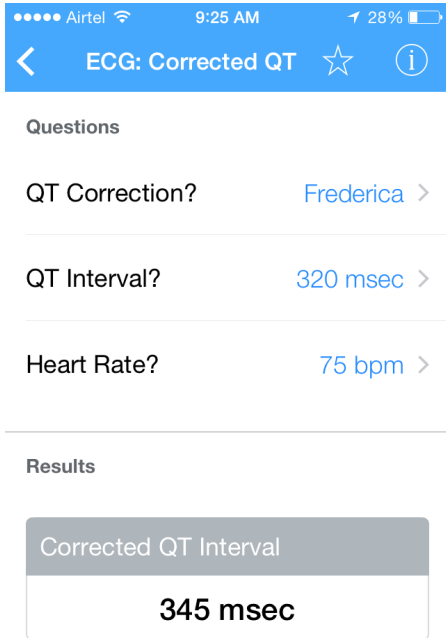 Airtel 9:25 AM 28%
ECG: Corrected QT
Questions
QT Correction? Frederica
QT Interval? 320 msec
Heart Rate? 75 bpm
Results
Corrected QT Interval
345 msec